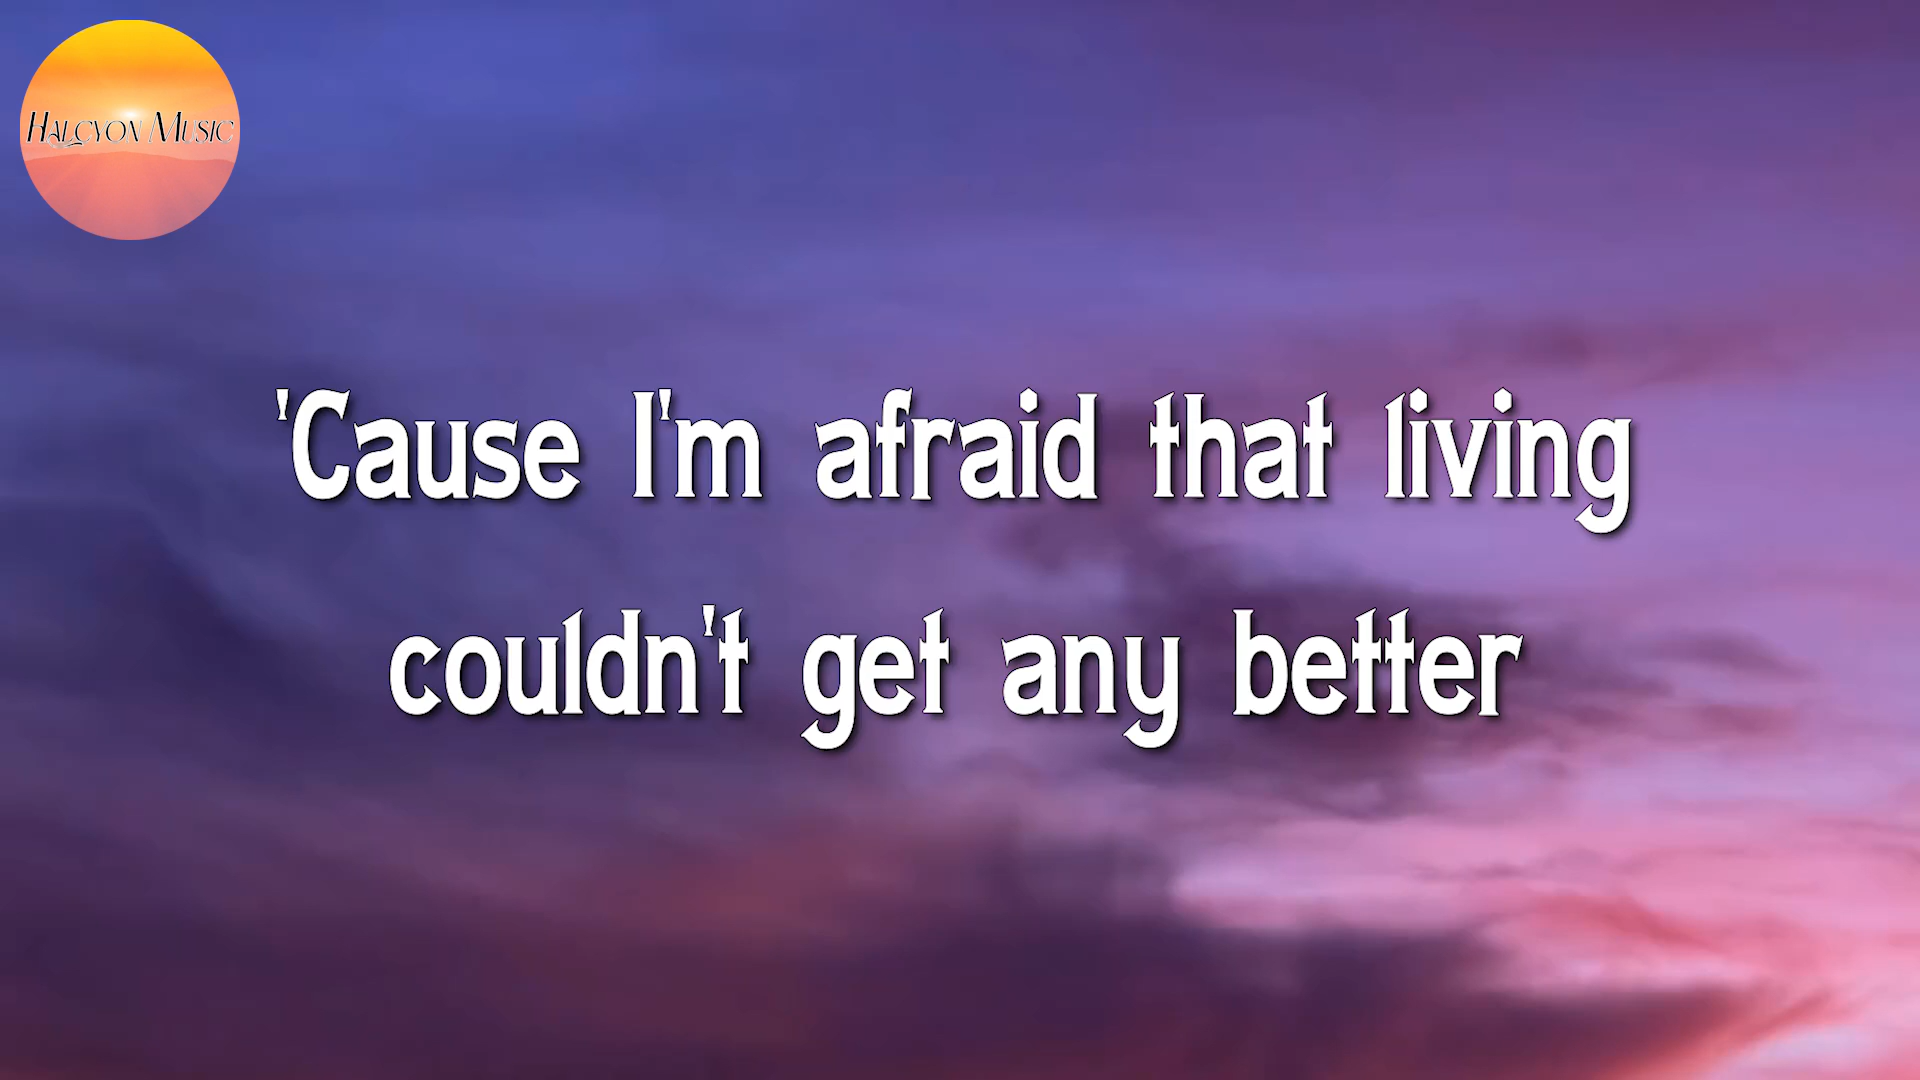 HALCYON MUSIC
'Cause I'm afraid that living
couldn't get any better